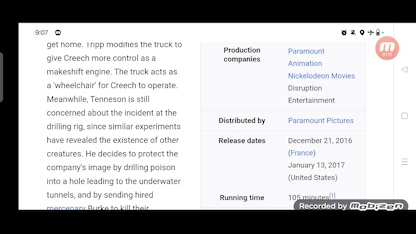 9:07
get home. Tripp modifies the truck to
give Creech more control as a
makeshift engine. The truck acts as
a 'wheelchair' for Creech to operate.
Meanwhile, Tenneson is still
concerned about the incident at the
drilling rig, since similar experiments
have revealed the existence of other
creatures. He decides to protect the
company's image by drilling poison
into a hole leading to the underwater
tunnels, and by sending hired
mercenary Burke to kill their
Production
companies
Paramount
Animation
Nickelodeon Movies
Disruption
Entertainment
Distributed by
Paramount Pictures
Release dates
December 21, 2016
(France)
January 13, 2017
(United States)
Running time
105 minutes[1]
Recorded by mobizen